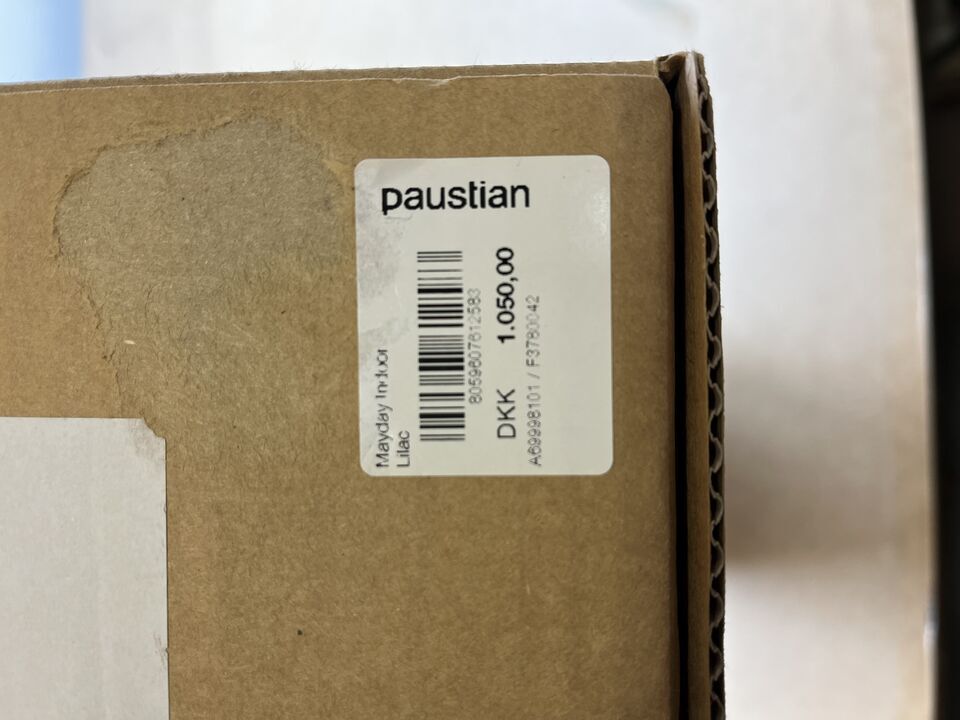 paustian
Mayday Indoor
Lilac
8059607612583
DKK 1.050,00
A69998101 / F3780042